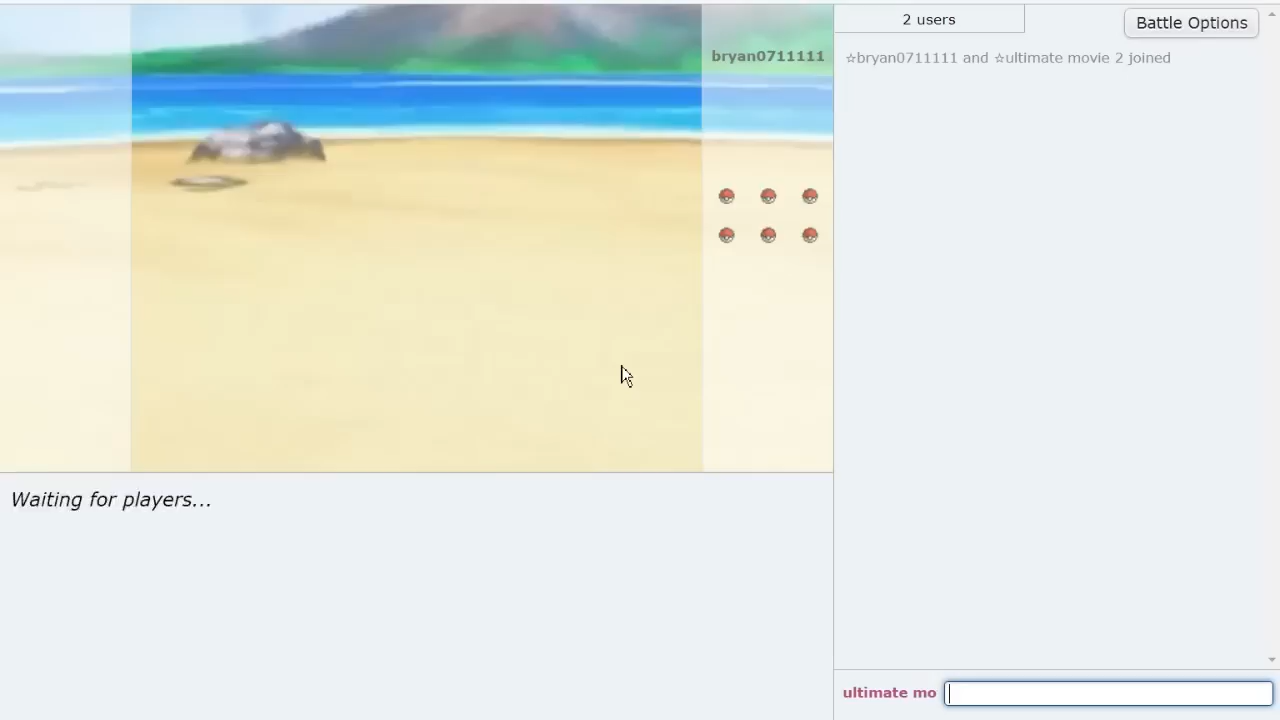 2 users
Battle Options
bryan0711111
☆bryan0711111 and ☆ultimate movie 2 joined
Waiting for players...
ultimate mo